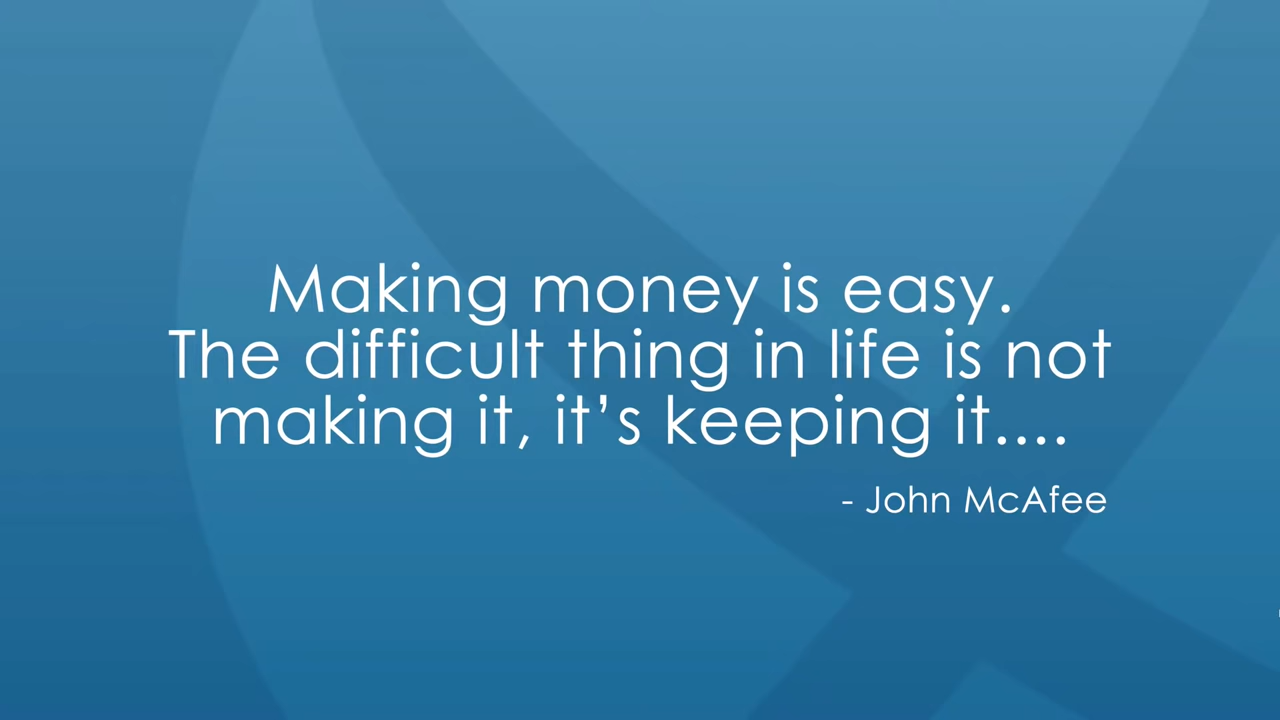 Making money is easy.
The difficult thing in life is not
making it, it’s keeping it....
- John McAfee